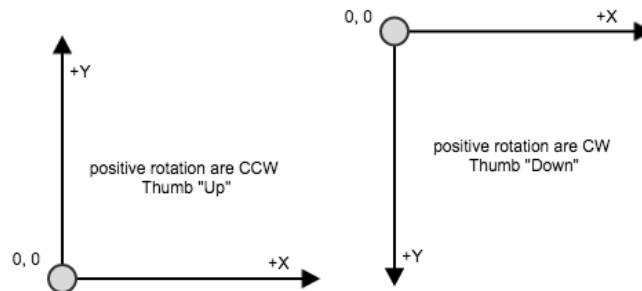 +Y
positive rotation are CCW
Thumb "Up"
0, 0
+X
0, 0
+X
positive rotation are CW
Thumb "Down"
+Y